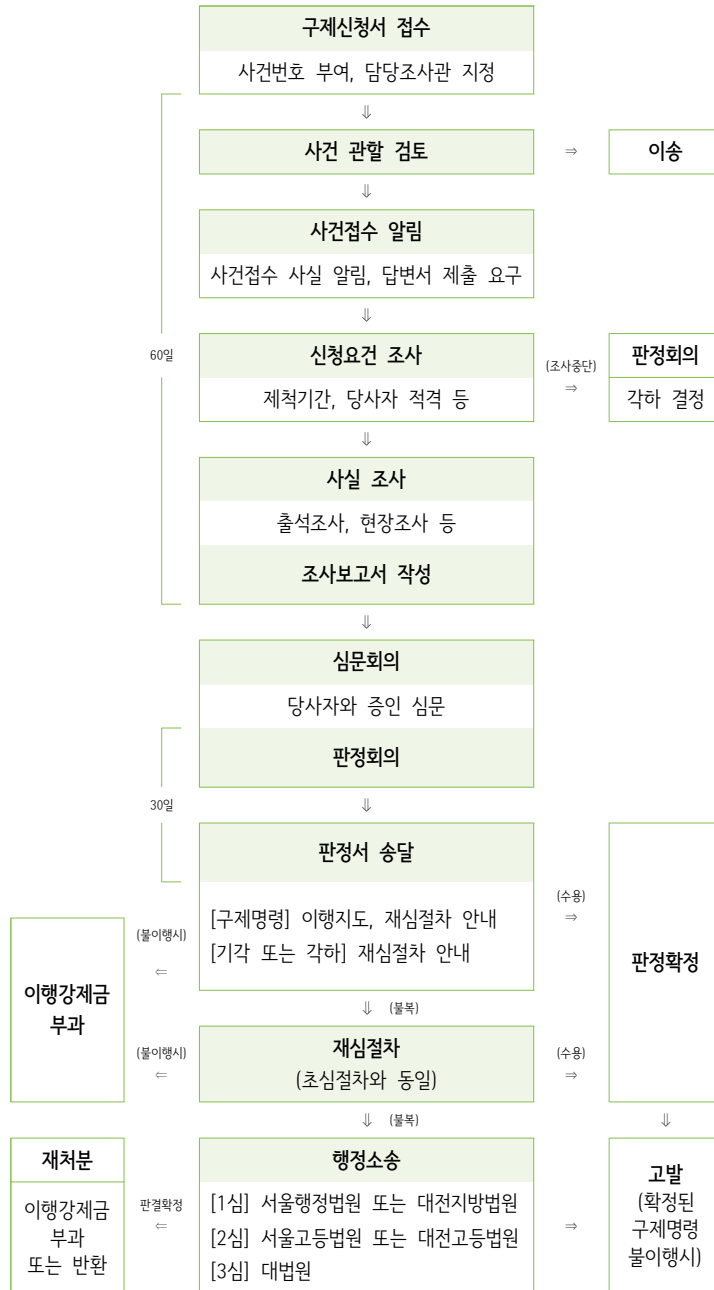 구제신청서 접수
사건번호 부여, 담당조사관 지정
⇓
사건 관할 검토
⇒
이송
⇓
사건접수 알림
사건접수 사실 알림, 답변서 제출 요구
⇓
60일
신청요건 조사
제척기간, 당사자 적격 등
(조사중단)
⇒
판정회의
각하 결정
⇓
사실 조사
출석조사, 현장조사 등
조사보고서 작성
⇓
심문회의
당사자와 증인 심문
판정회의
30일
⇓
판정서 송달
[구제명령] 이행지도, 재심절차 안내
[기각 또는 각하] 재심절차 안내
(수용)
⇒
판정확정
(불이행시)
⇐
이행강제금
부과
⇓ (불복)
(불이행시)
⇐
재심절차
(초심절차와 동일)
(수용)
⇒
⇓ (불복)
⇓
재처분
이행강제금
부과
또는 반환
판결확정
⇐
행정소송
[1심] 서울행정법원 또는 대전지방법원
[2심] 서울고등법원 또는 대전고등법원
[3심] 대법원
⇒
고발
(확정된
구제명령
불이행시)